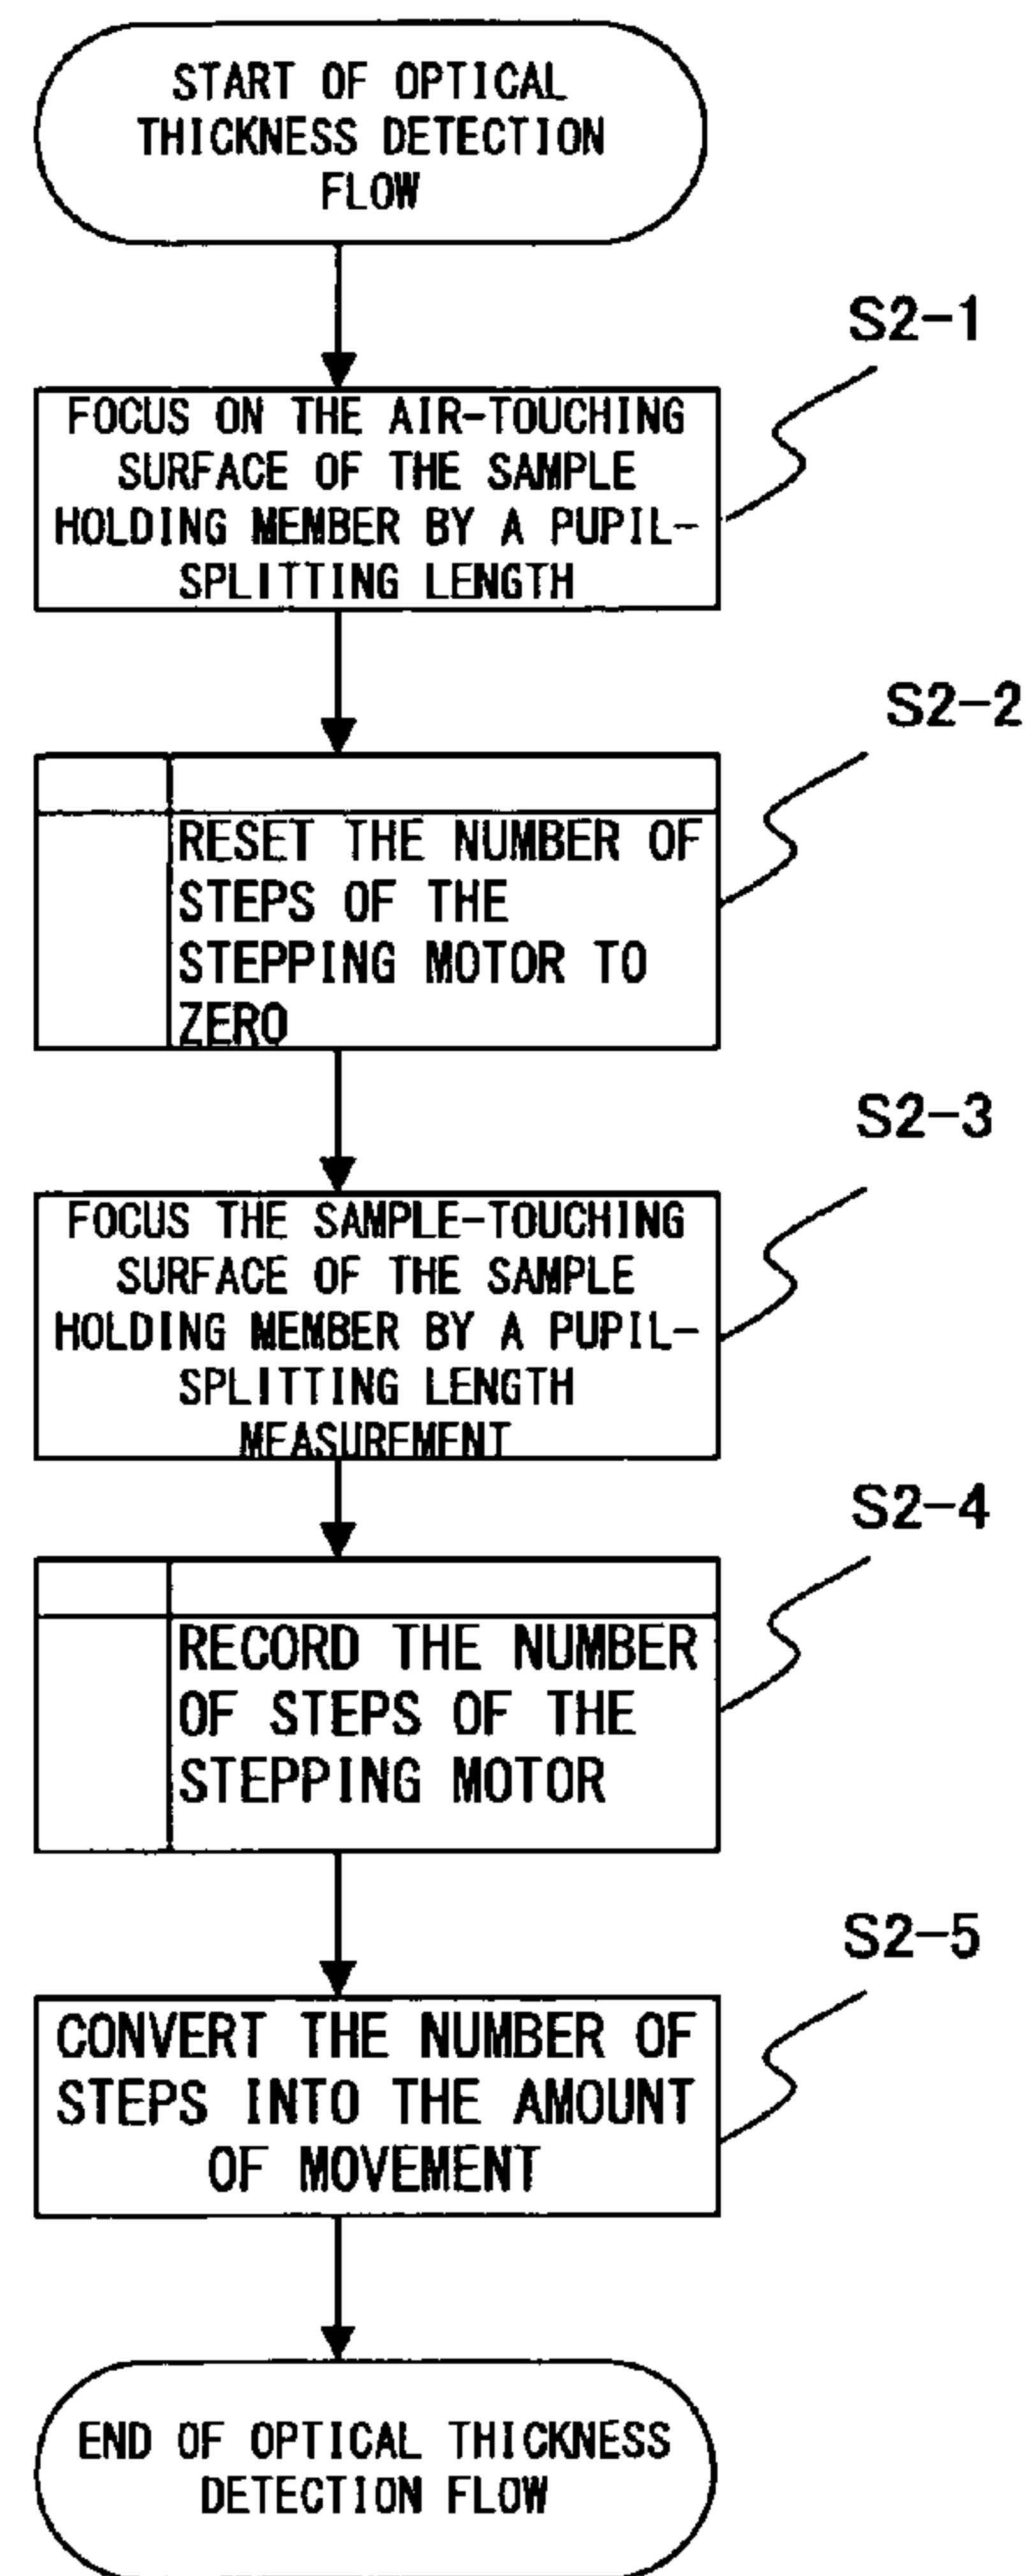 START OF OPTICAL
THICKNESS DETECTION
FLOW
S2-1
FOCUS ON THE AIR-TOUCHING
SURFACE OF THE SAMPLE
HOLDING MEMBER BY A PUPIL-
SPLITTING LENGTH
S2-2
RESET THE NUMBER OF
STEPS OF THE
STEPPING MOTOR TO
ZERO
S2-3
FOCUS THE SAMPLE-TOUCHING
SURFACE OF THE SAMPLE
HOLDING MEMBER BY A PUPIL-
SPLITTING LENGTH
MEASUREMENT
S2-4
RECORD THE NUMBER
OF STEPS OF THE
STEPPING MOTOR
S2-5
CONVERT THE NUMBER OF
STEPS INTO THE AMOUNT
OF MOVEMENT
END OF OPTICAL THICKNESS
DETECTION FLOW